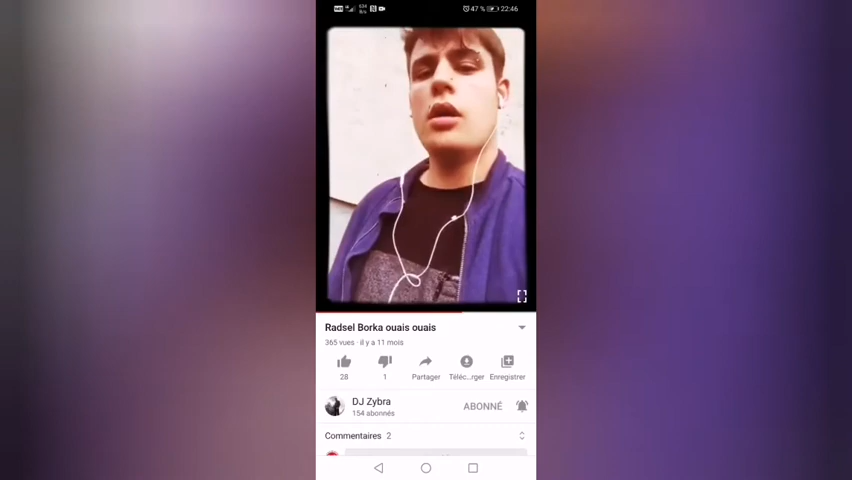 47 % 22:46
Radsel Borka ouais ouais
365 vues · il y a 11 mois
28 1 Partager Téléc...rger Enregistrer
DJ Zybra
154 abonnés
ABONNÉ
Commentaires 2